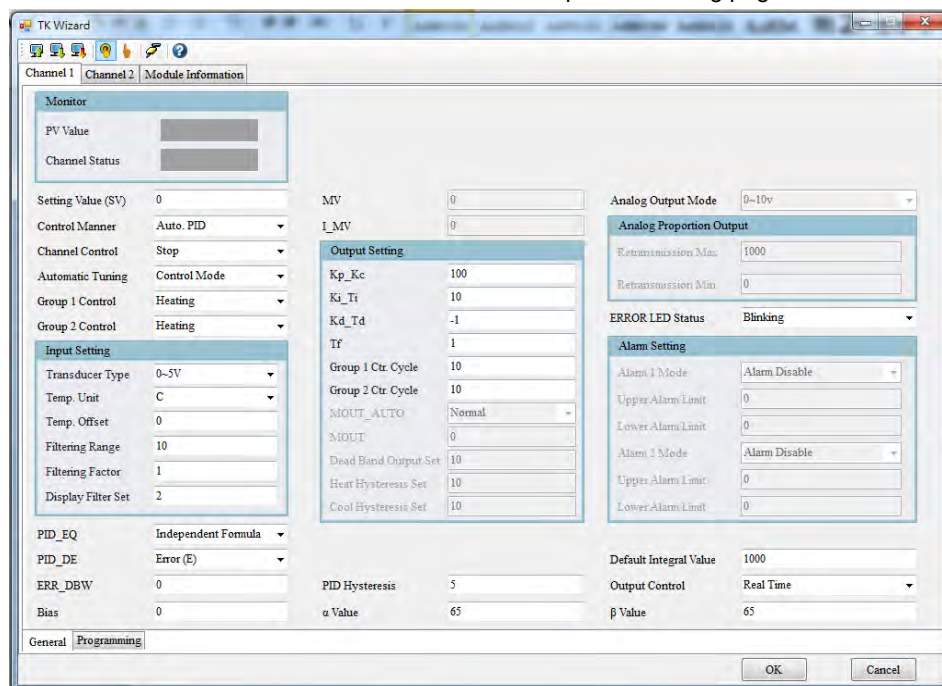 TK Wizard
Channel 1 Channel 2 Module Information
Monitor
PV Value
Channel Status
Setting Value (SV) 0
Control Manner Auto. PID
Channel Control Stop
Automatic Tuning Control Mode
Group 1 Control Heating
Group 2 Control Heating
Input Setting
Transducer Type 0~5V
Temp. Unit C
Temp. Offset 0
Filtering Range 10
Filtering Factor 1
Display Filter Set 2
PID_EQ Independent Formula
PID_DE Error (E)
ERR_DBW 0
Bias 0
MV 0
I_MV 0
Output Setting
Kp_Kc 100
Ki_Ti 10
Kd_Td -1
Tf 1
Group 1 Ctr. Cycle 10
Group 2 Ctr. Cycle 10
MOUT_AUTO Normal
MOUT 0
Dead Band Output Set 10
Heat Hysteresis Set 10
Cool Hysteresis Set 10
PID Hysteresis 5
α Value 65
Analog Output Mode 0~10v
Analog Proportion Output
Retransmission Max 1000
Retransmission Min 0
ERROR LED Status Blinking
Alarm Setting
Alarm 1 Mode Alarm Disable
Upper Alarm Limit 0
Lower Alarm Limit 0
Alarm 2 Mode Alarm Disable
Upper Alarm Limit 0
Lower Alarm Limit 0
Default Integral Value 1000
Output Control Real Time
β Value 65
General Programming
OK Cancel